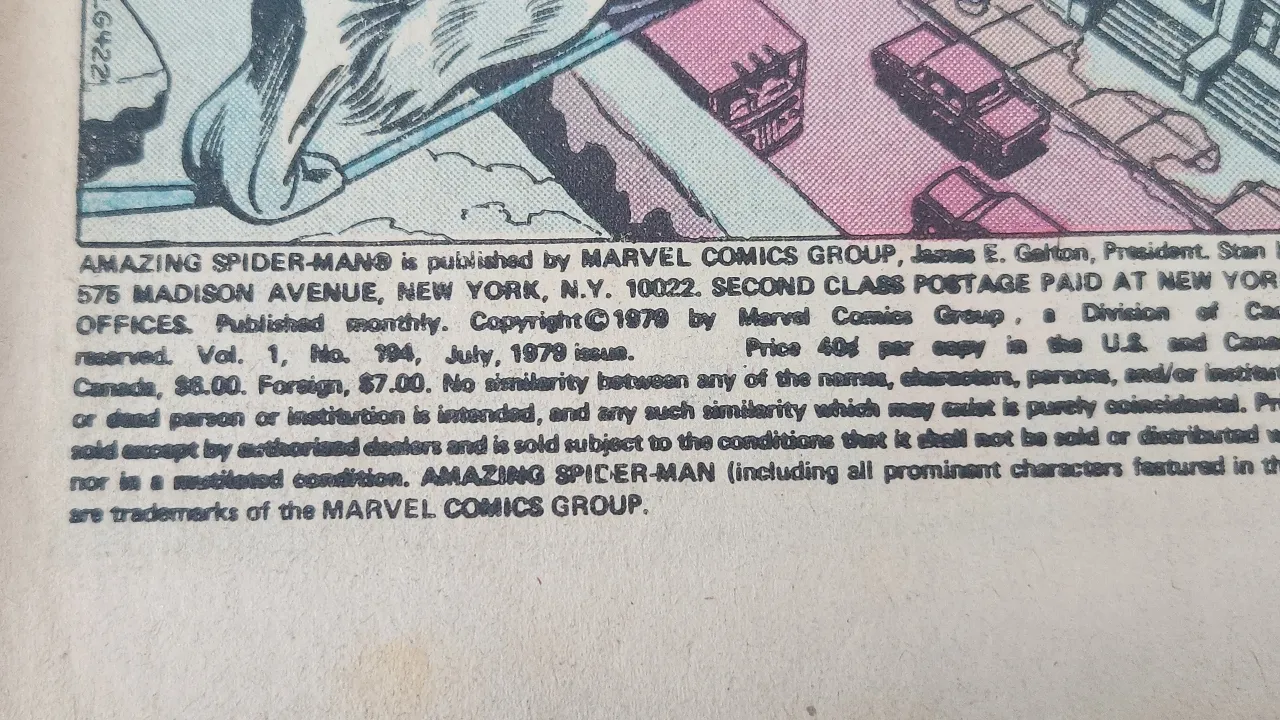 AMAZING SPIDER-MAN® is published by MARVEL COMICS GROUP, James E. Galton, President. Stan
575 MADISON AVENUE, NEW YORK, N.Y. 10022. SECOND CLASS POSTAGE PAID AT NEW YOR
OFFICES. Published monthly. Copyright © 1979 by Marvel Comics Group, a Division of Ca
reserved. Vol. 1, No. 194, July, 1979 issue. Price 40¢ per copy in the U.S. and Cana
Canada, $6.00. Foreign, $7.00. No similarity between any of the names, characters, persons, and/or institut
or dead person or institution is intended, and any such similarity which may exist is purely coincidental. Pr
sold except by authorized dealers and is sold subject to the conditions that it shall not be sold or distributed w
nor in a mutilated condition. AMAZING SPIDER-MAN (including all prominent characters featured in th
are trademarks of the MARVEL COMICS GROUP.